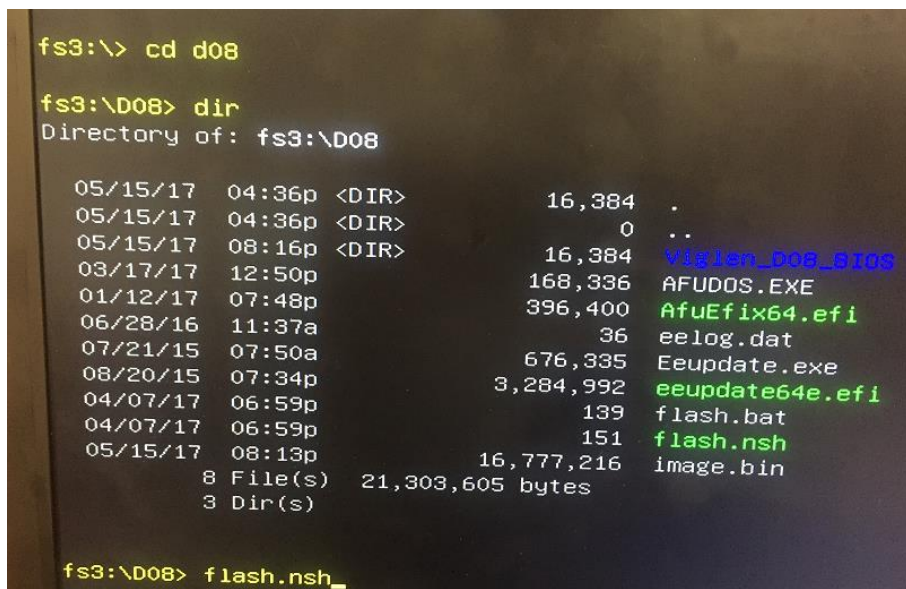 fs3:\> cd d08
fs3:\D08> dir
Directory of: fs3:\D08
05/15/17 04:36p <DIR> 16,384 .
05/15/17 04:36p <DIR> 0 ..
05/15/17 08:16p <DIR> 16,384 Viglen_D08_BIOS
03/17/17 12:50p 168,336 AFUDOS.EXE
01/12/17 07:48p 396,400 AfuEfix64.efi
06/28/16 11:37a 36 eelog.dat
07/21/15 07:50a 676,335 Eeupdate.exe
08/20/15 07:34p 3,284,992 eeupdate64e.efi
04/07/17 06:59p 139 flash.bat
04/07/17 06:59p 151 flash.nsh
05/15/17 08:13p 16,777,216 image.bin
8 File(s) 21,303,605 bytes
3 Dir(s)
fs3:\D08> flash.nsh_